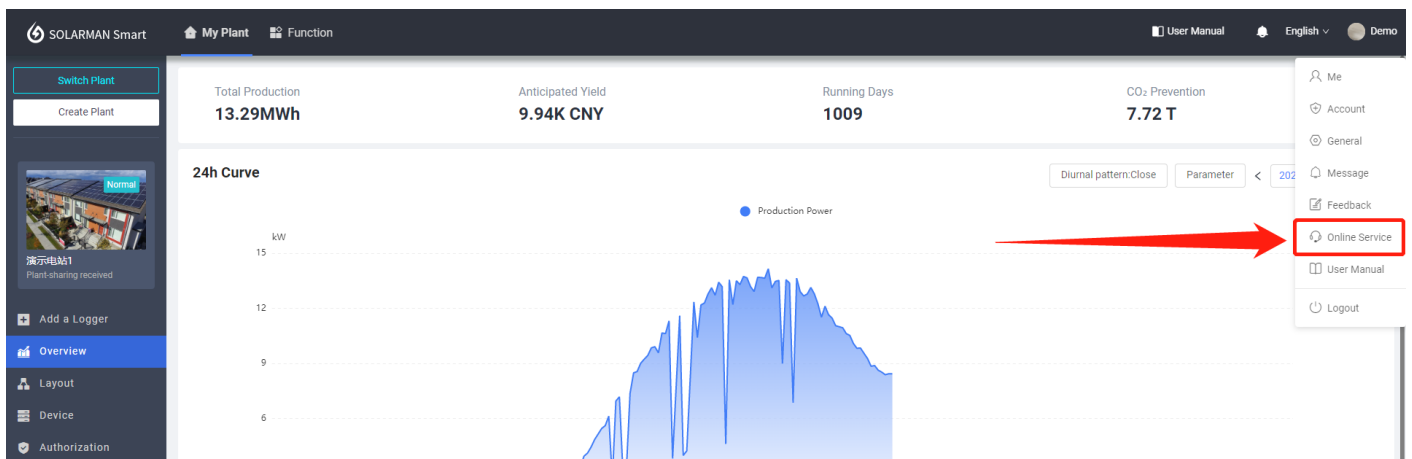 SOLARMAN Smart
My Plant
Function
User Manual
English
Demo
Switch Plant
Create Plant
Normal
演示电站1
Plant-sharing received
Add a Logger
Overview
Layout
Device
Authorization
Total Production
13.29MWh
Anticipated Yield
9.94K CNY
Running Days
1009
CO₂ Prevention
7.72 T
24h Curve
Diurnal pattern:Close
Parameter
<
202
Production Power
kW
15
12
9
6
Me
Account
General
Message
Feedback
Online Service
User Manual
Logout